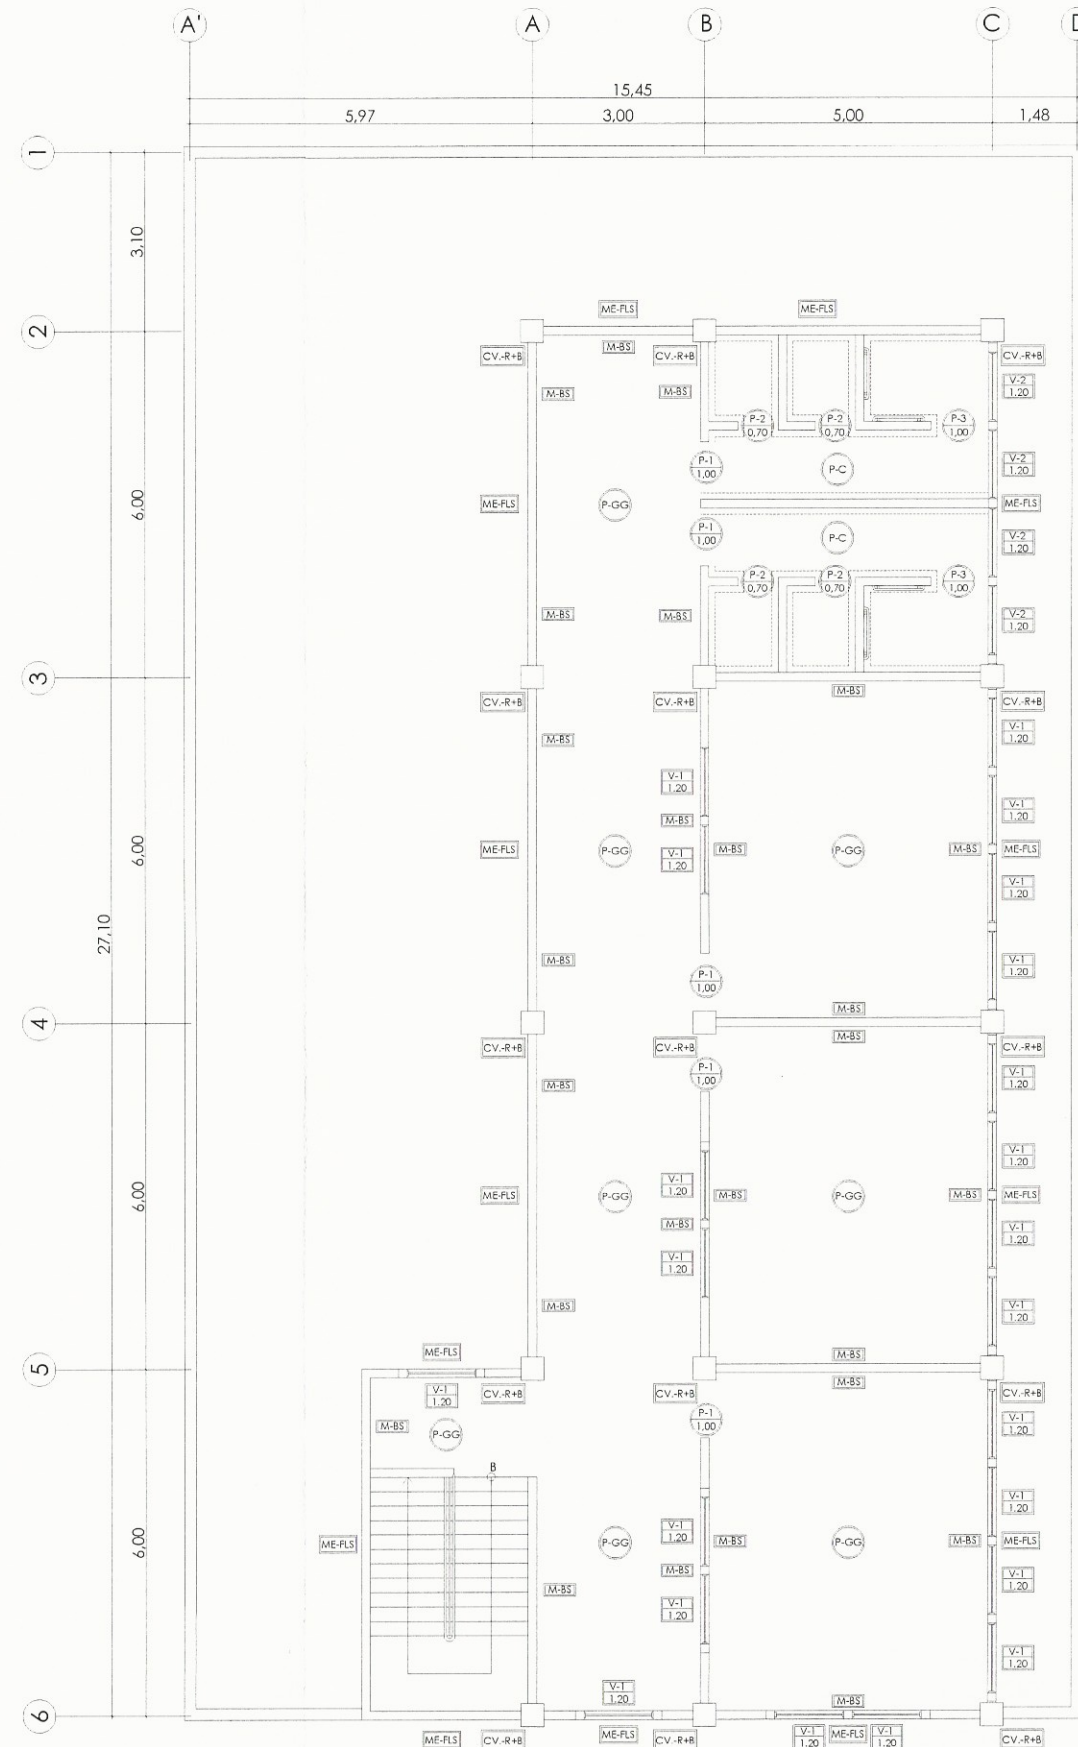 A' A B C D
15,45
5,97 3,00 5,00 1,48
1
3,10
ME-FLS ME-FLS
2
M-BS
CV.-R+B CV.-R+B CV.-R+B
V-2
1.20
M-BS M-BS
P-2 P-2 P-3
0,70 0,70 1,00
P-1 P-C V-2
1,00 1.20
6,00 ME-FLS P-GG ME-FLS
P-1 P-C V-2
1,00 1.20
P-2 P-2 P-3
0,70 0,70 1,00
M-BS M-BS V-2
1.20
3
M-BS
CV.-R+B CV.-R+B CV.-R+B
M-BS V-1
1.20
V-1
1.20
V-1
1.20
M-BS
6,00 ME-FLS P-GG M-BS P-GG M-BS ME-FLS
V-1
1.20
V-1
1.20
27,10
M-BS V-1
1.20
P-1
1,00
M-BS
4
M-BS
CV.-R+B CV.-R+B CV.-R+B
P-1 V-1
1,00 1.20
M-BS
V-1
1.20
V-1
1.20
6,00 ME-FLS P-GG M-BS P-GG M-BS ME-FLS
M-BS
V-1
1.20
V-1
1.20
M-BS V-1
1.20
ME-FLS M-BS
5
M-BS
V-1 CV.-R+B CV.-R+B CV.-R+B
1.20
P-1 V-1
1,00 1.20
M-BS P-GG
B
V-1
1.20
V-1
1.20
6,00 ME-FLS P-GG M-BS P-GG M-BS ME-FLS
M-BS
V-1
1.20
M-BS
V-1
1.20
V-1
1.20
V-1 M-BS
1.20
6
ME-FLS CV.-R+B ME-FLS CV.-R+B V-1 ME-FLS V-1 CV.-R+B
1.20 1.20